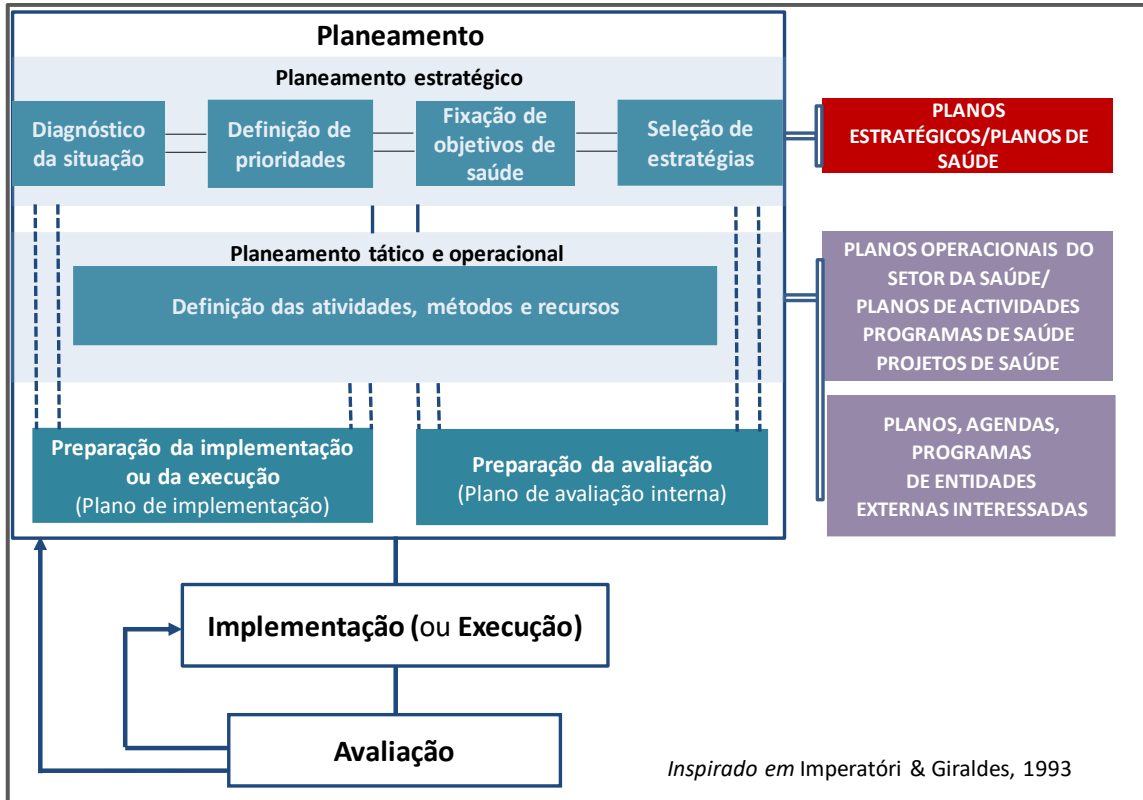 Planeamento
Planeamento estratégico
Diagnóstico
da situação
Definição de
prioridades
Fixação de
objetivos de
saúde
Seleção de
estratégias
PLANOS
ESTRATÉGICOS/PLANOS DE
SAÚDE
Planeamento tático e operacional
Definição das atividades, métodos e recursos
PLANOS OPERACIONAIS DO
SETOR DA SAÚDE/
PLANOS DE ACTIVIDADES
PROGRAMAS DE SAÚDE
PROJETOS DE SAÚDE
Preparação da implementação
ou da execução
(Plano de implementação)
Preparação da avaliação
(Plano de avaliação interna)
PLANOS, AGENDAS,
PROGRAMAS
DE ENTIDADES
EXTERNAS INTERESSADAS
Implementação (ou Execução)
Avaliação
Inspirado em Imperatóri & Giraldes, 1993